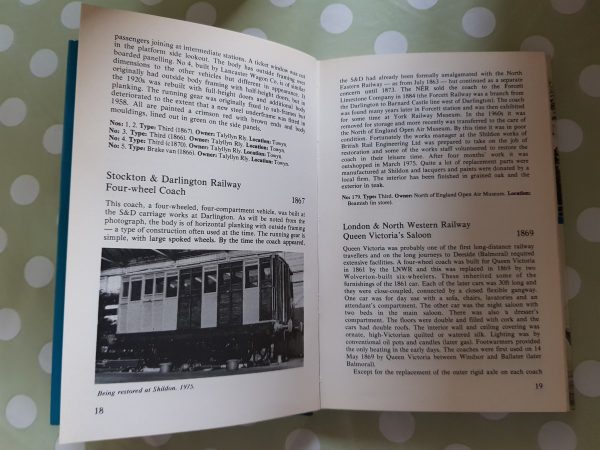 passengers joining at intermediate stations. A ticket window was cut
in the platform side lookout. The body has outside framing over
boarded panelling. No 4, built by Lancaster Wagon Co, is of similar
dimensions to the other vehicles but different in appearance. It
originally had outside body framing with half-height doors, but in
the 1920s was rebuilt with full-height doors and additional body
planking. The running gear was originally fitted to sub-frames but
deteriorated to the extent that a new steel underframe was fitted in
1958. All are painted a crimson red with brown ends and body
mouldings, lined out in green on the side panels.
Nos: 1, 2. Type: Third (1867). Owner: Talyllyn Rly. Location: Towyn.
No: 3. Type: Third (1866). Owner: Talyllyn Rly. Location: Towyn.
No: 4. Type: Third (c1870). Owner: Talyllyn Rly. Location: Towyn.
No: 5. Type: Brake van (1866). Owner: Talyllyn Rly. Location: Towyn.
Stockton & Darlington Railway
Four-wheel Coach
1867
This coach, a four-wheeled, four-compartment vehicle, was built at
the S&D carriage works at Darlington. As will be noted from the
photograph, the body is of horizontal planking with outside framing
— a type of construction often used at the time. The running gear is
simple, with large spoked wheels. By the time the coach appeared,
Being restored at Shildon. 1975.
18
the S&D had already been formally amalgamated with the North
Eastern Railway — as from July 1863 — but continued as a separate
concern until 1873. The NER sold the coach to the Forcett
Limestone Company in 1884 (the Forcett Railway was a branch from
the Darlington to Barnard Castle line west of Darlington). The coach
was found many years later in Forcett station and was then exhibited
for some time at York Railway Museum. In the 1960s it was
removed for storage and more recently was transferred to the care of
the North of England Open Air Museum. By this time it was in poor
condition. Fortunately the works manager at the Shildon works of
British Rail Engineering Ltd was prepared to take on the job of
restoration and some of the works staff volunteered to restore the
coach in their leisure time. After four months' work it was
outshopped in March 1975. Quite a lot of replacement parts were
manufactured at Shildon and lacquers and paints were donated by a
local firm. The interior has been finished in grained oak and the
exterior in teak.
No: 179. Type: Third. Owner: North of England Open Air Museum. Location:
Beamish (in store).
London & North Western Railway
Queen Victoria's Saloon
1869
Queen Victoria was probably one of the first long-distance railway
travellers and on the long journeys to Deeside (Balmoral) required
extensive facilities. A four-wheel coach was built for Queen Victoria
in 1861 by the LNWR and this was replaced in 1869 by two
Wolverton-built six-wheelers. These inherited some of the
furnishings of the 1861 car. Each of the later cars was 30ft long and
they were close-coupled, connected by a closed flexible gangway.
One car was for day use with a sofa, chairs, lavatories and an
attendant's compartment. The other car was the night saloon with
two beds in the main saloon. There was also a dresser's
compartment. The floors were double and filled with cork and the
cars had double roofs. The interior wall and ceiling covering was
ornate, high-Victorian quilted or watered silk. Lighting was by
conventional oil pots and candles (later gas). Footwarmers provided
the only heating in the early days. The coaches were first used on 14
May 1869 by Queen Victoria between Windsor and Ballater (later
Balmoral).
Except for the replacement of the outer rigid axle on each coach
19